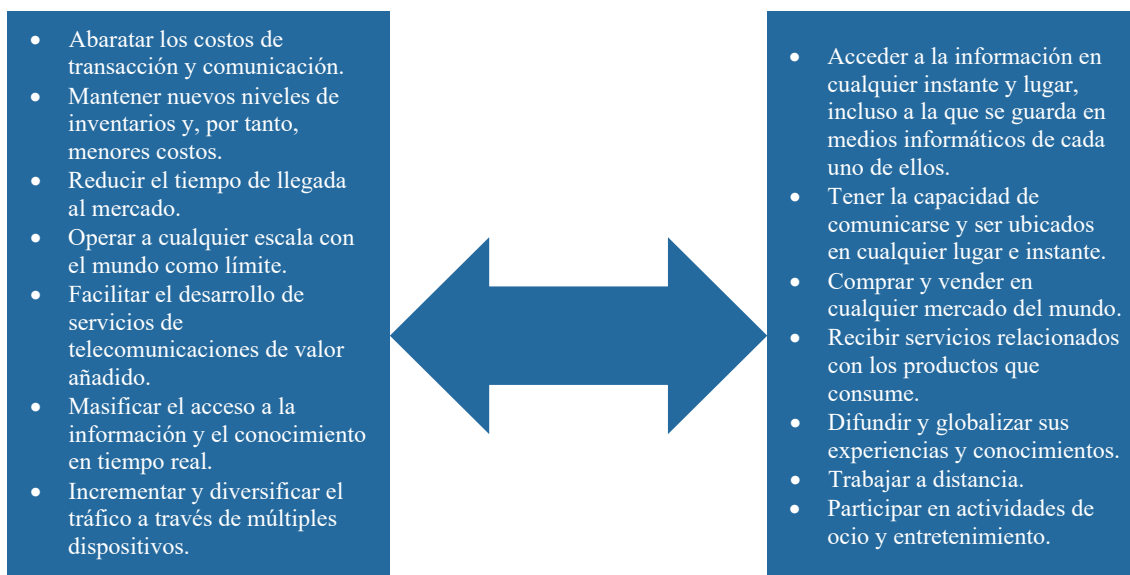 • Abaratar los costos de
transacción y comunicación.
• Mantener nuevos niveles de
inventarios y, por tanto,
menores costos.
• Reducir el tiempo de llegada
al mercado.
• Operar a cualquier escala con
el mundo como límite.
• Facilitar el desarrollo de
servicios de
telecomunicaciones de valor
añadido.
• Masificar el acceso a la
información y el conocimiento
en tiempo real.
• Incrementar y diversificar el
tráfico a través de múltiples
dispositivos.
• Acceder a la información en
cualquier instante y lugar,
incluso a la que se guarda en
medios informáticos de cada
uno de ellos.
• Tener la capacidad de
comunicarse y ser ubicados
en cualquier lugar e instante.
• Comprar y vender en
cualquier mercado del mundo.
• Recibir servicios relacionados
con los productos que
consume.
• Difundir y globalizar sus
experiencias y conocimientos.
• Trabajar a distancia.
• Participar en actividades de
ocio y entretenimiento.